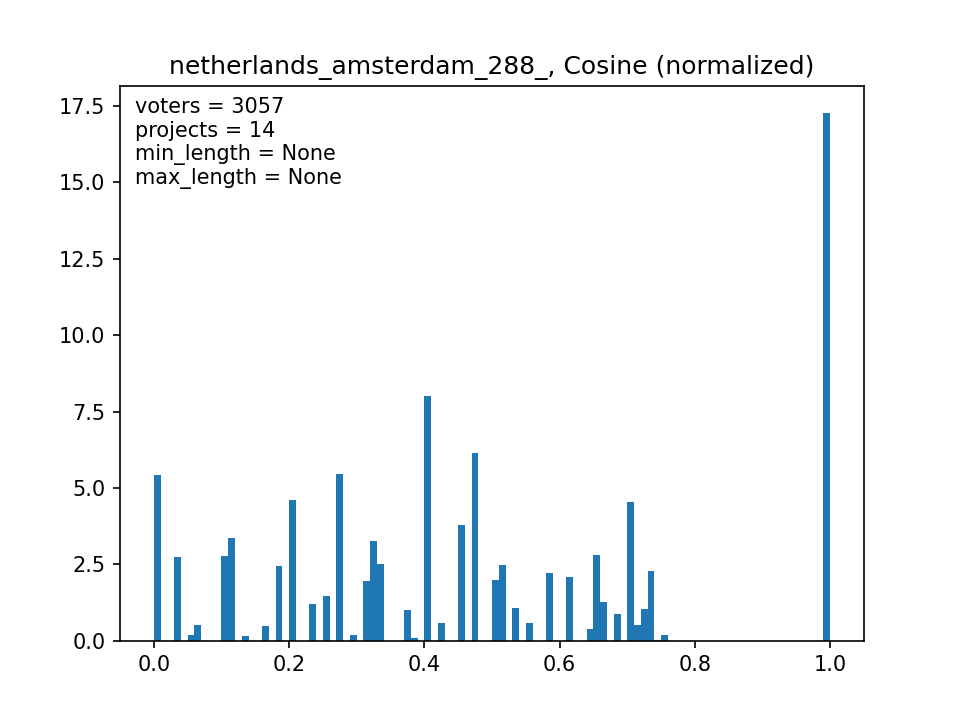 netherlands_amsterdam_288_, Cosine (normalized)
voters = 3057
projects = 14
min_length = None
max_length = None
17.5
15.0
12.5
10.0
7.5
5.0
2.5
0.0
0.0 0.2 0.4 0.6 0.8 1.0